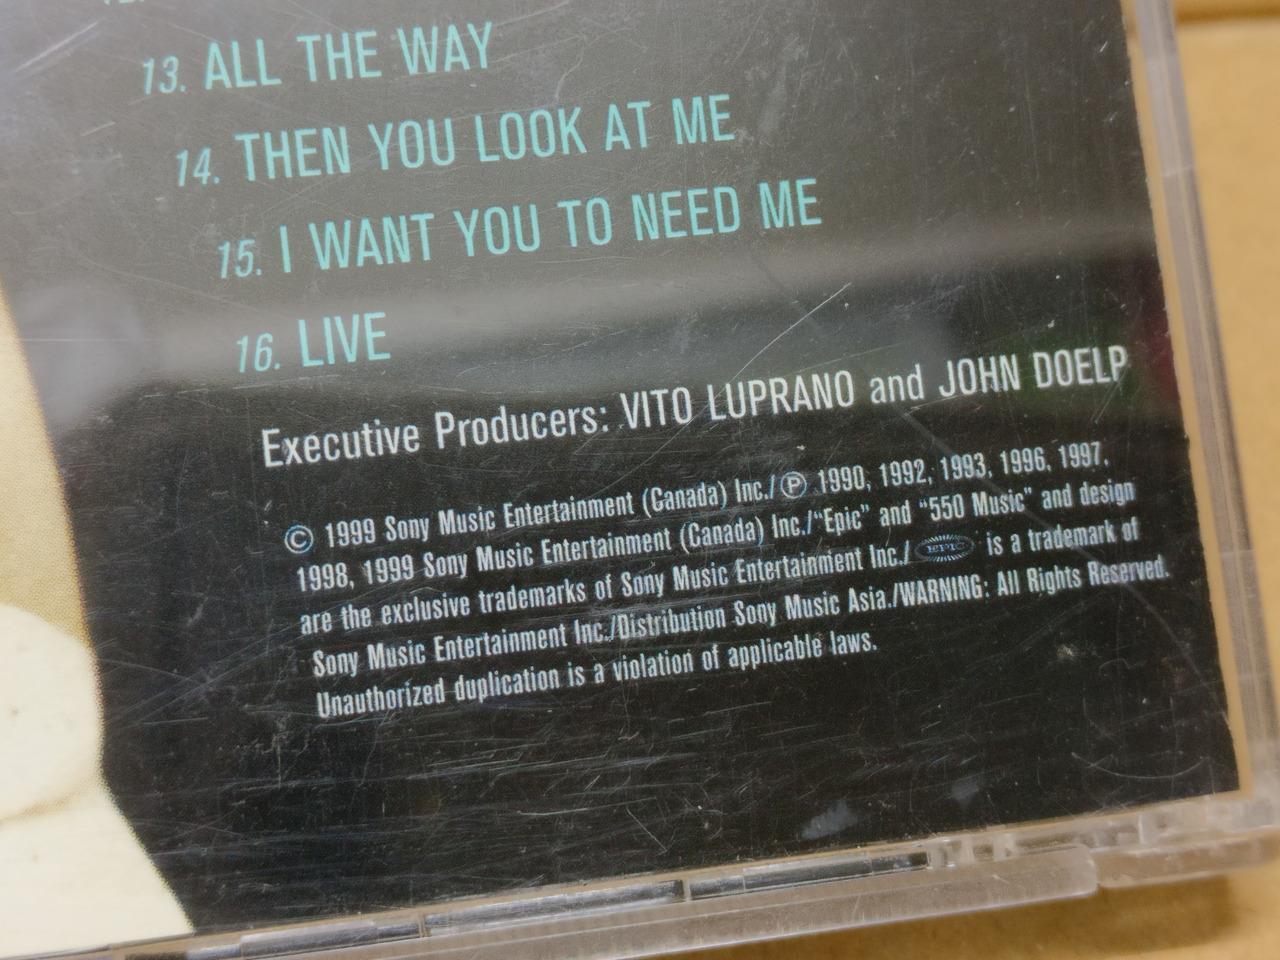 13. ALL THE WAY
14. THEN YOU LOOK AT ME
15. I WANT YOU TO NEED ME
16. LIVE
Executive Producers: VITO LUPRANO and JOHN DOELP
© 1999 Sony Music Entertainment (Canada) Inc./℗ 1990, 1992, 1993, 1996, 1997,
1998, 1999 Sony Music Entertainment (Canada) Inc./"Epic" and "550 Music" and design
are the exclusive trademarks of Sony Music Entertainment Inc./ EPIC is a trademark of
Sony Music Entertainment Inc./Distribution Sony Music Asia./WARNING: All Rights Reserved.
Unauthorized duplication is a violation of applicable laws.